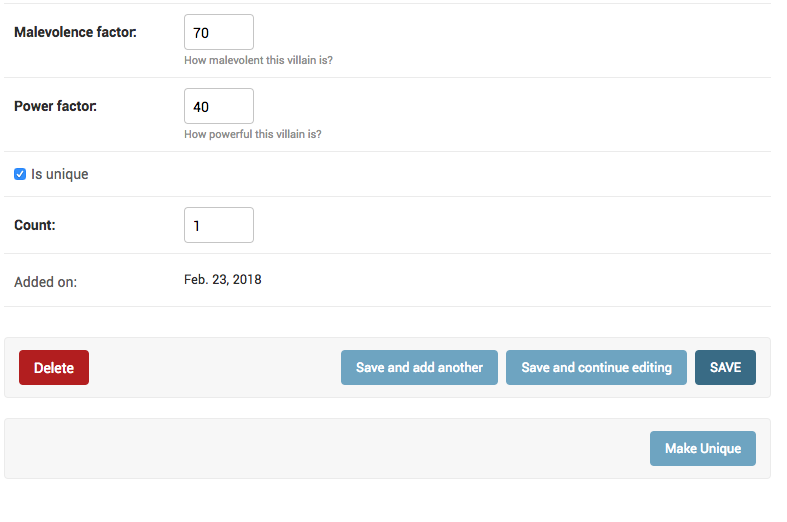 Malevolence factor: 70
How malevolent this villain is?
Power factor: 40
How powerful this villain is?
Is unique
Count: 1
Added on: Feb. 23, 2018
Delete Save and add another Save and continue editing SAVE
Make Unique